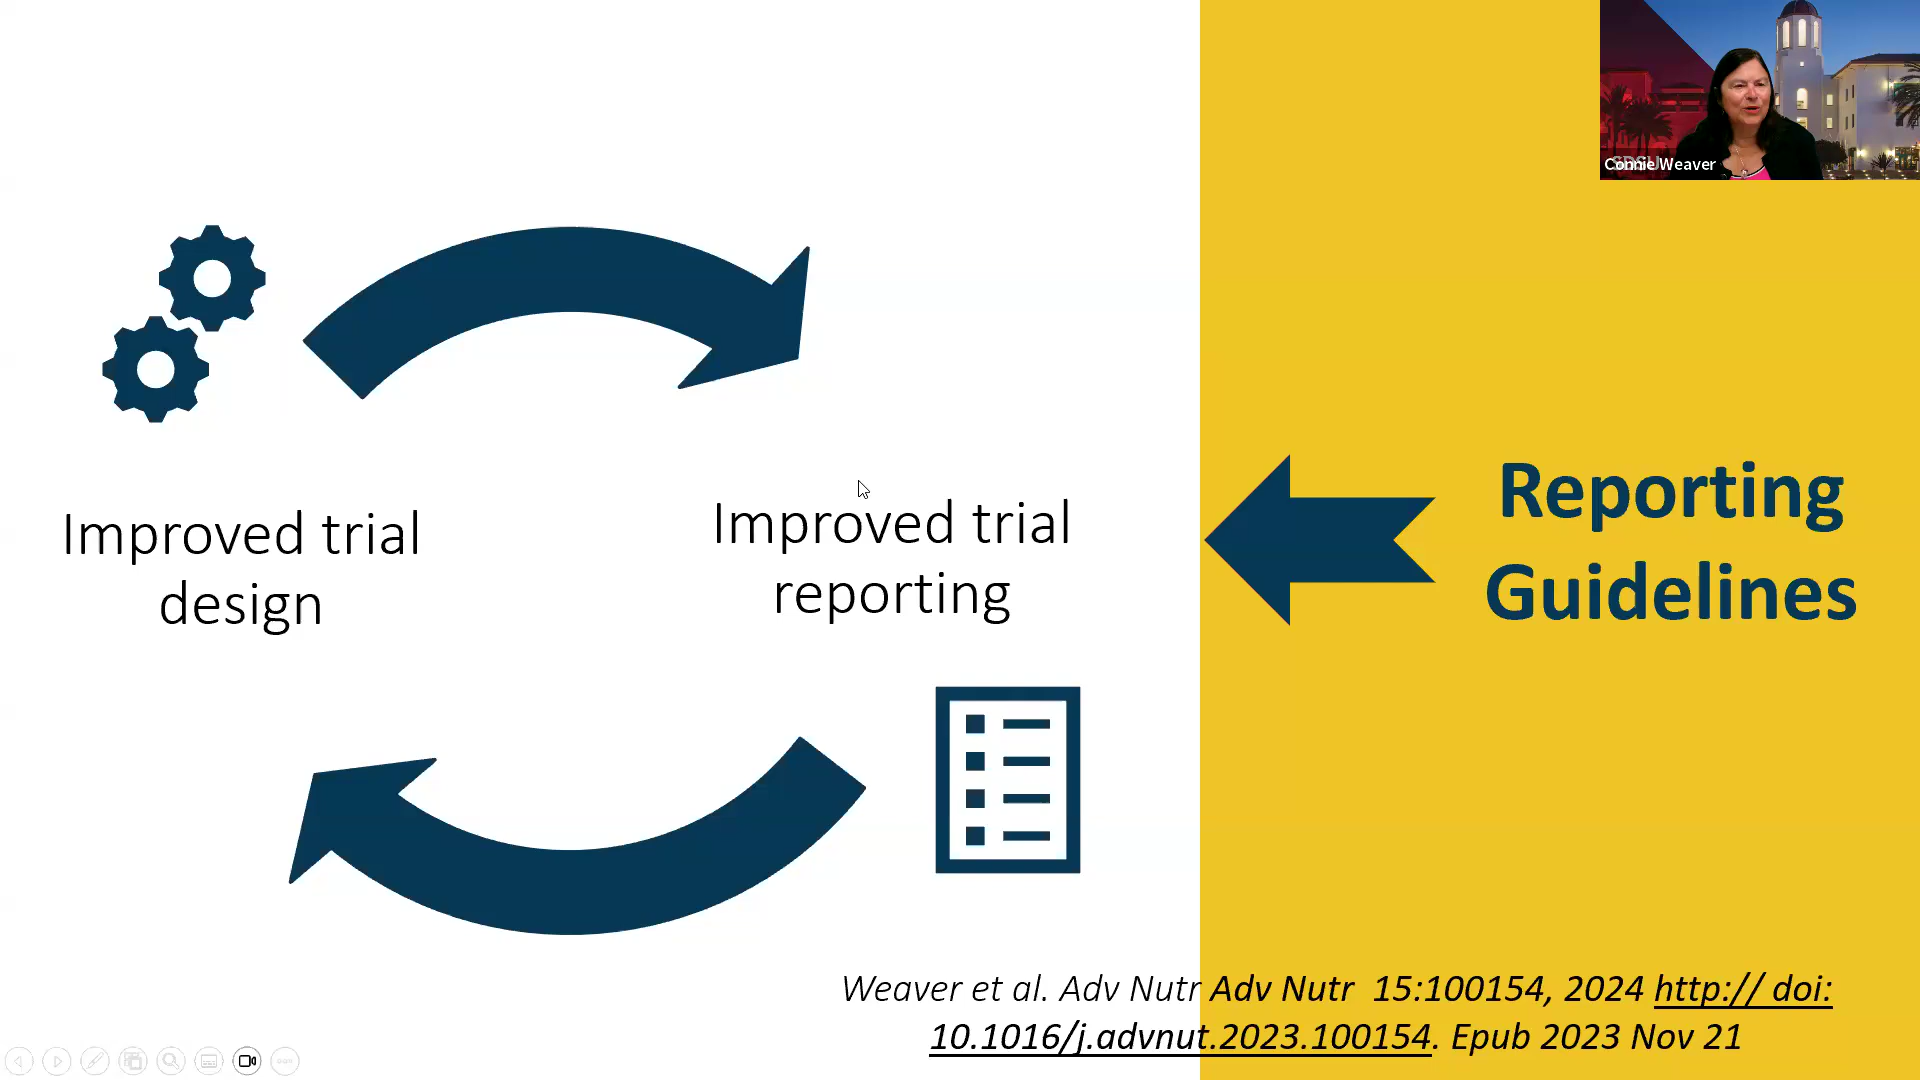 Connie Weaver
Improved trial
design
Improved trial
reporting
Reporting
Guidelines
Weaver et al. Adv Nutr Adv Nutr 15:100154, 2024 http:// doi:
10.1016/j.advnut.2023.100154. Epub 2023 Nov 21